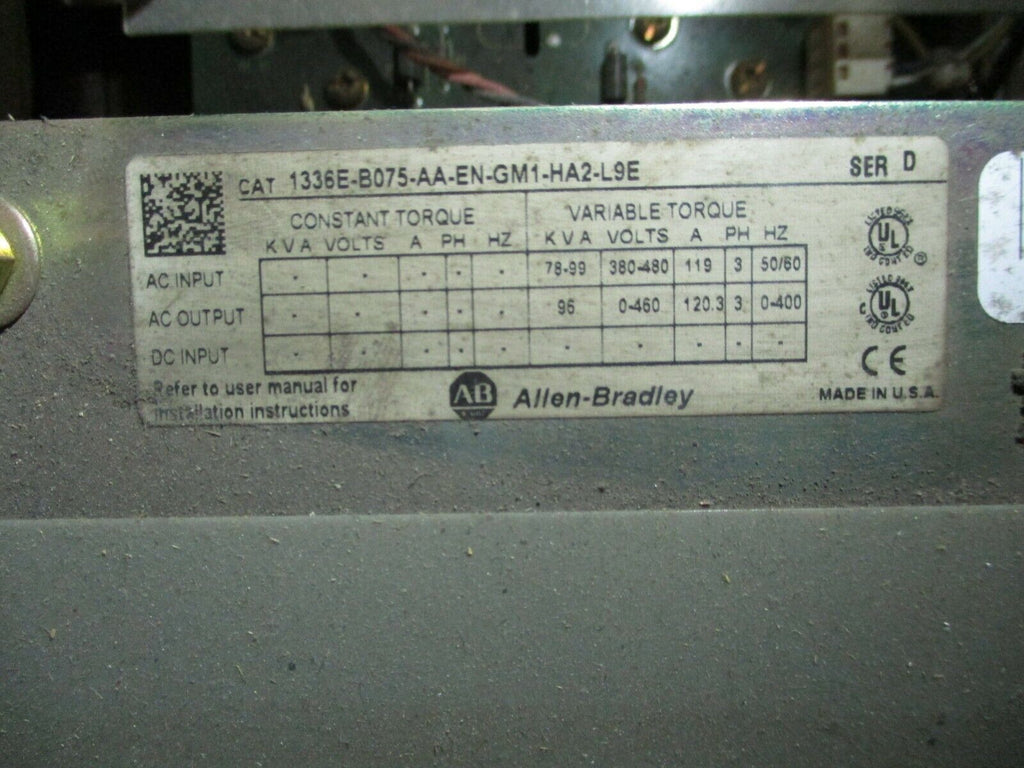 CAT 1336E-B075-AA-EN-GM1-HA2-L9E SER D
CONSTANT TORQUE VARIABLE TORQUE
KVA VOLTS A PH HZ KVA VOLTS A PH HZ
AC INPUT - - - - - 78-99 380-480 119 3 50/60
AC OUTPUT - - - - - 96 0-460 120.3 3 0-400
DC INPUT - - - - - - - - - -
Refer to user manual for
installation instructions
AB Allen-Bradley
UL ®
C UL
CE
MADE IN U.S.A.